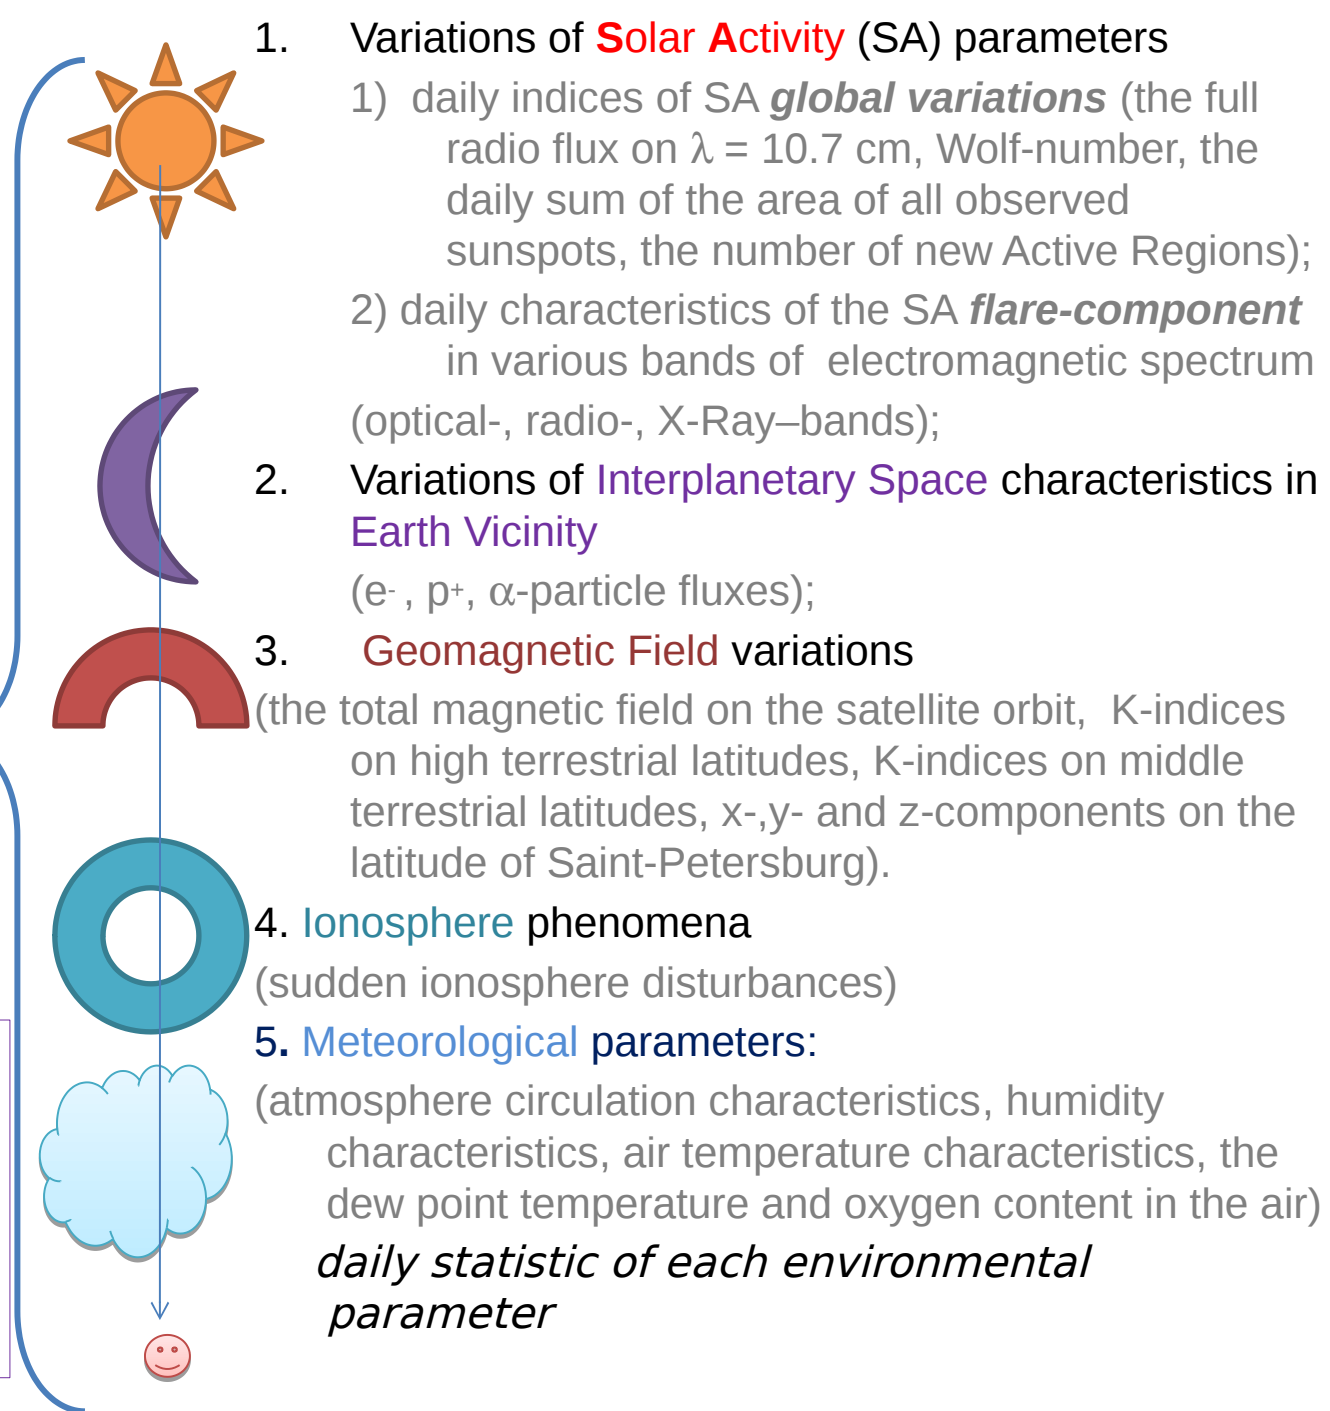 1. Variations of Solar Activity (SA) parameters
1) daily indices of SA global variations (the full
radio flux on λ = 10.7 cm, Wolf-number, the
daily sum of the area of all observed
sunspots, the number of new Active Regions);
2) daily characteristics of the SA flare-component
in various bands of electromagnetic spectrum
(optical-, radio-, X-Ray–bands);
2. Variations of Interplanetary Space characteristics in
Earth Vicinity
(e- , p+, α-particle fluxes);
3. Geomagnetic Field variations
(the total magnetic field on the satellite orbit, K-indices
on high terrestrial latitudes, K-indices on middle
terrestrial latitudes, x-,y- and z-components on the
latitude of Saint-Petersburg).
4. Ionosphere phenomena
(sudden ionosphere disturbances)
5. Meteorological parameters:
(atmosphere circulation characteristics, humidity
characteristics, air temperature characteristics, the
dew point temperature and oxygen content in the air)
daily statistic of each environmental
parameter